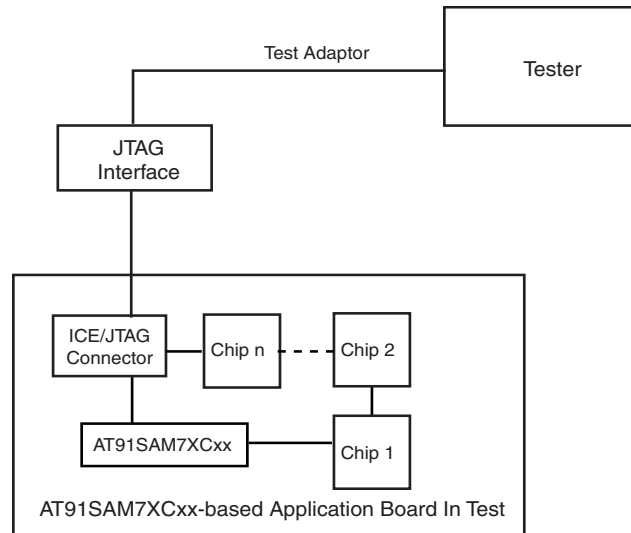 Test Adaptor
Tester
JTAG
Interface
ICE/JTAG
Connector
Chip n
Chip 2
AT91SAM7XCxx
Chip 1
AT91SAM7XCxx-based Application Board In Test